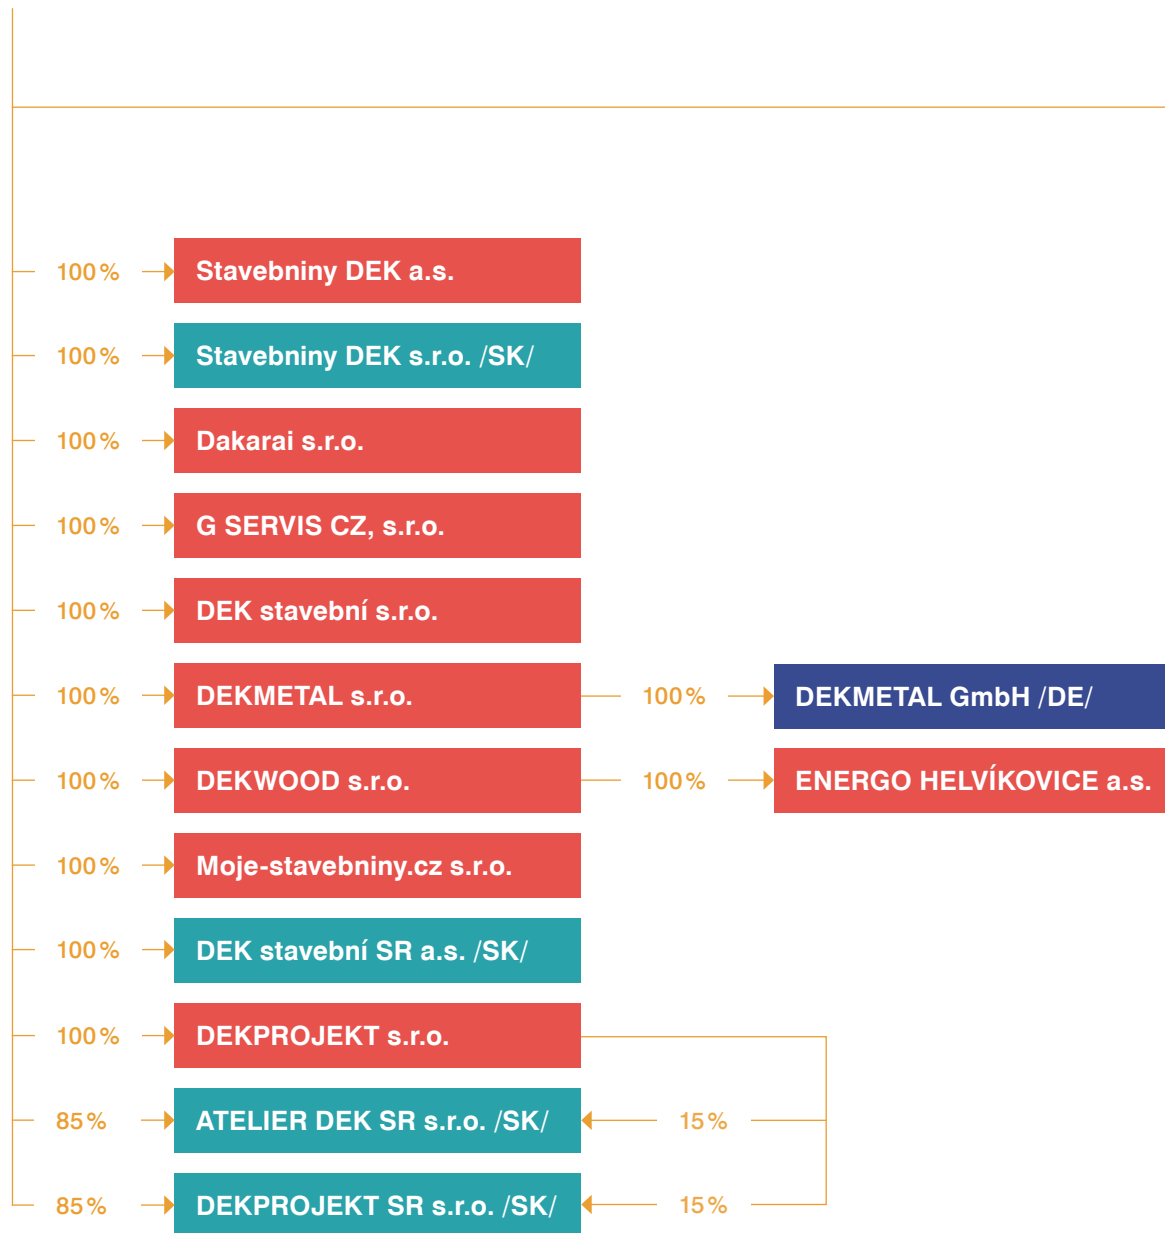 100 % Stavebniny DEK a.s.
100 % Stavebniny DEK s.r.o. /SK/
100 % Dakarai s.r.o.
100 % G SERVIS CZ, s.r.o.
100 % DEK stavební s.r.o.
100 % DEKMETAL s.r.o. 100 % DEKMETAL GmbH /DE/
100 % DEKWOOD s.r.o. 100 % ENERGO HELVÍKOVICE a.s.
100 % Moje-stavebniny.cz s.r.o.
100 % DEK stavební SR a.s. /SK/
100 % DEKPROJEKT s.r.o.
85 % ATELIER DEK SR s.r.o. /SK/ 15 %
85 % DEKPROJEKT SR s.r.o. /SK/ 15 %